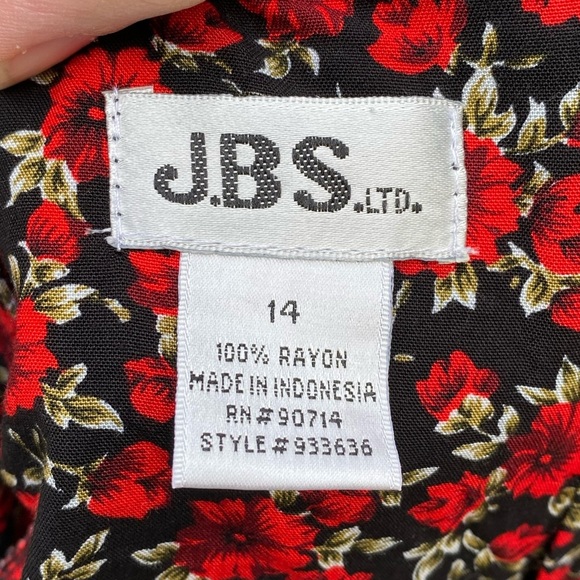 J.B S. LTD.
14
100% RAYON
MADE IN INDONESIA
RN#90714
STYLE#933636